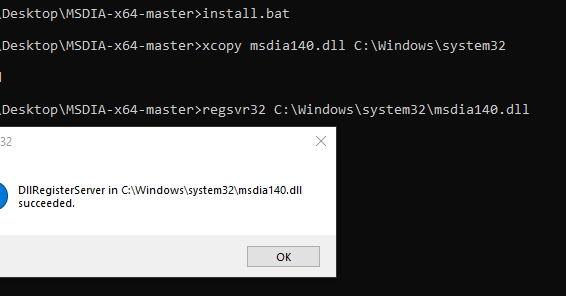 \Desktop\MSDIA-x64-master>install.bat
\Desktop\MSDIA-x64-master>xcopy msdia140.dll C:\Windows\system32
\Desktop\MSDIA-x64-master>regsvr32 C:\Windows\system32\msdia140.dll
32
DllRegisterServer in C:\Windows\system32\msdia140.dll
succeeded.
OK